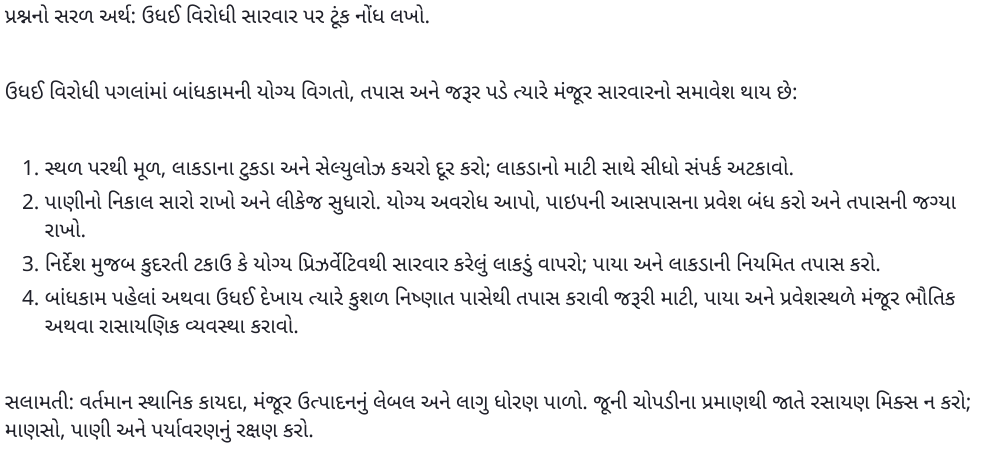 પ્રશ્નનો સરળ અર્થ: ઉધઈ વિરોધી સારવાર પર ટૂંક નોંધ લખો.
ઉધઈ વિરોધી પગલાંમાં બાંધકામની યોગ્ય વિગતો, તપાસ અને જરૂર પડે ત્યારે મંજૂર સારવારનો સમાવેશ થાય છે:
1. સ્થળ પરથી મૂળ, લાકડાના ટુકડા અને સેલ્યુલોઝ કચરો દૂર કરો; લાકડાનો માટી સાથે સીધો સંપર્ક અટકાવો.
2. પાણીનો નિકાલ સારો રાખો અને લીકેજ સુધારો. યોગ્ય અવરોધ આપો, પાઇપની આસપાસના પ્રવેશ બંધ કરો અને તપાસની જગ્યા
રાખો.
3. નિર્દેશ મુજબ કુદરતી ટકાઉ કે યોગ્ય પ્રિઝર્વેટિવથી સારવાર કરેલું લાકડું વાપરો; પાયા અને લાકડાની નિયમિત તપાસ કરો.
4. બાંધકામ પહેલાં અથવા ઉધઈ દેખાય ત્યારે કુશળ નિષ્ણાત પાસેથી તપાસ કરાવી જરૂરી માટી, પાયા અને પ્રવેશસ્થળે મંજૂર ભૌતિક
અથવા રાસાયણિક વ્યવસ્થા કરાવો.
સલામતી: વર્તમાન સ્થાનિક કાયદા, મંજૂર ઉત્પાદનનું લેબલ અને લાગુ ધોરણ પાળો. જૂની ચોપડીના પ્રમાણથી જાતે રસાયણ મિક્સ ન કરો;
માણસો, પાણી અને પર્યાવરણનું રક્ષણ કરો.